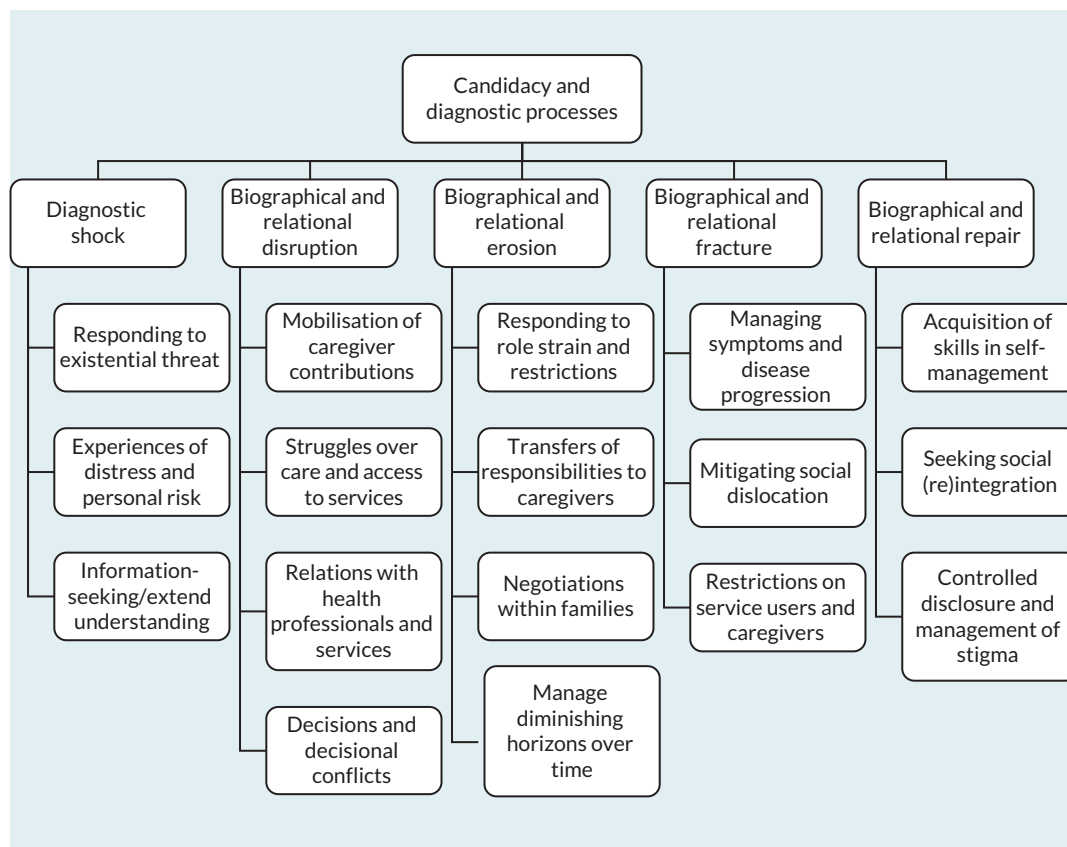 Candidacy and
diagnostic processes
Diagnostic
shock
Biographical and
relational
disruption
Biographical and
relational
erosion
Biographical and
relational
fracture
Biographical and
relational repair
Responding to
existential threat
Experiences of
distress and
personal risk
Information-
seeking/extend
understanding
Mobilisation of
caregiver
contributions
Struggles over
care and access
to services
Relations with
health
professionals and
services
Decisions and
decisional
conflicts
Responding to
role strain and
restrictions
Transfers of
responsibilities to
caregivers
Negotiations
within families
Manage
diminishing
horizons over
time
Managing
symptoms and
disease
progression
Mitigating social
dislocation
Restrictions on
service users and
caregivers
Acquisition of
skills in self-
management
Seeking social
(re)integration
Controlled
disclosure and
management of
stigma